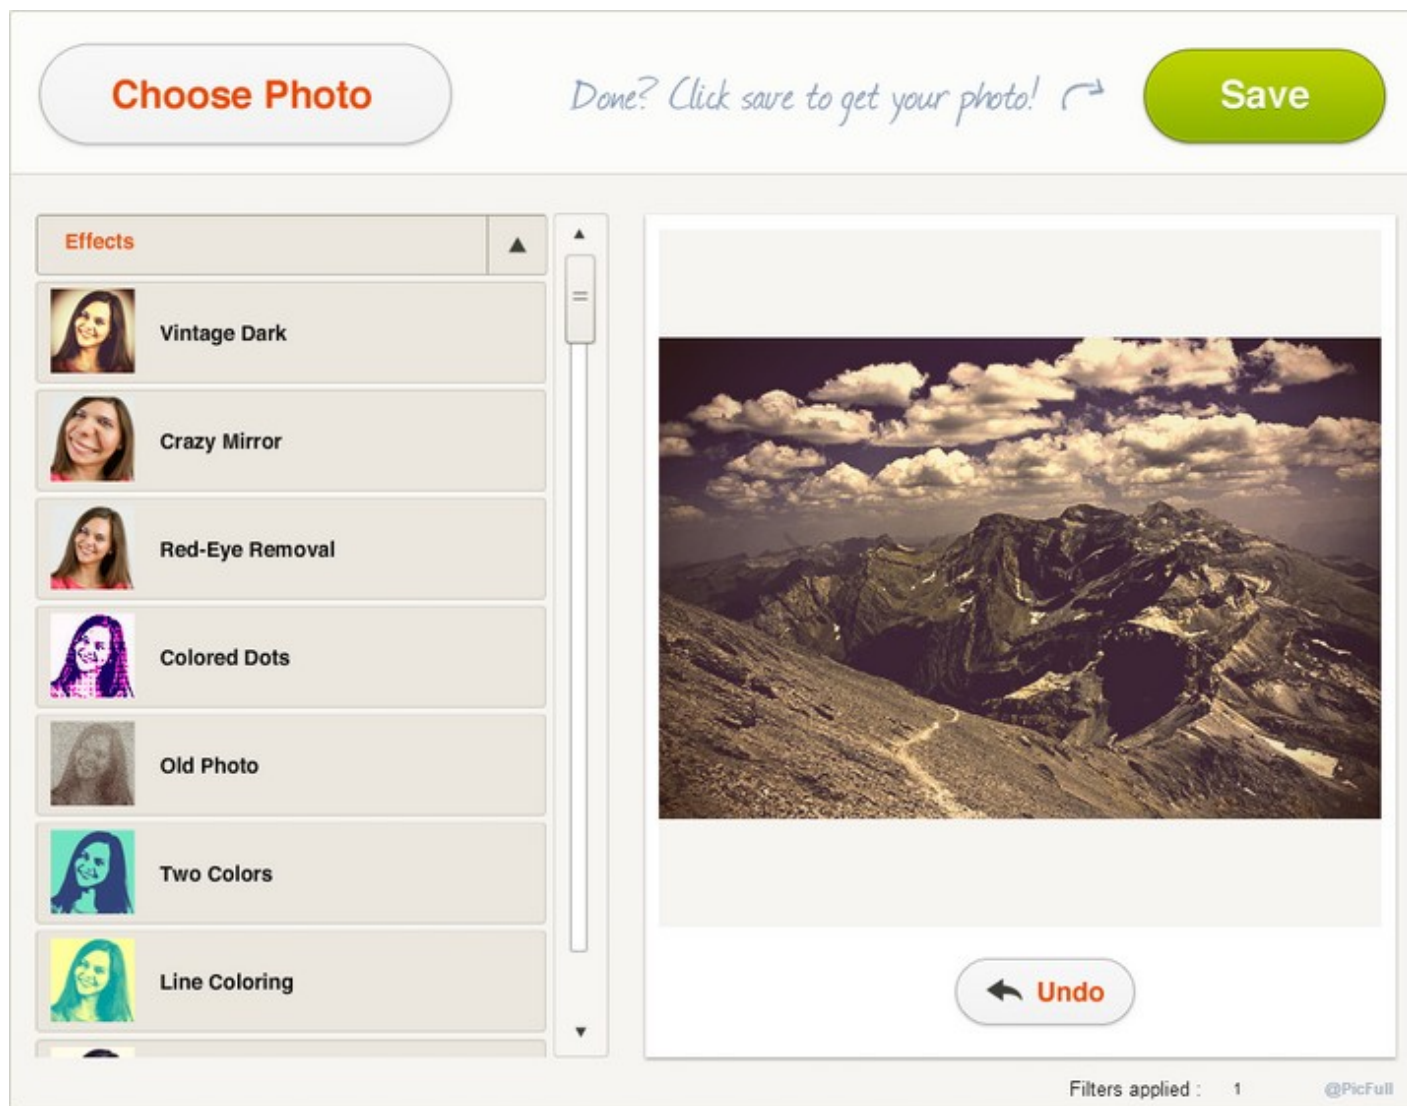 Choose Photo
Done? Click save to get your photo!
Save
Effects
Vintage Dark
Crazy Mirror
Red-Eye Removal
Colored Dots
Old Photo
Two Colors
Line Coloring
Undo
Filters applied : 1
@PicFull